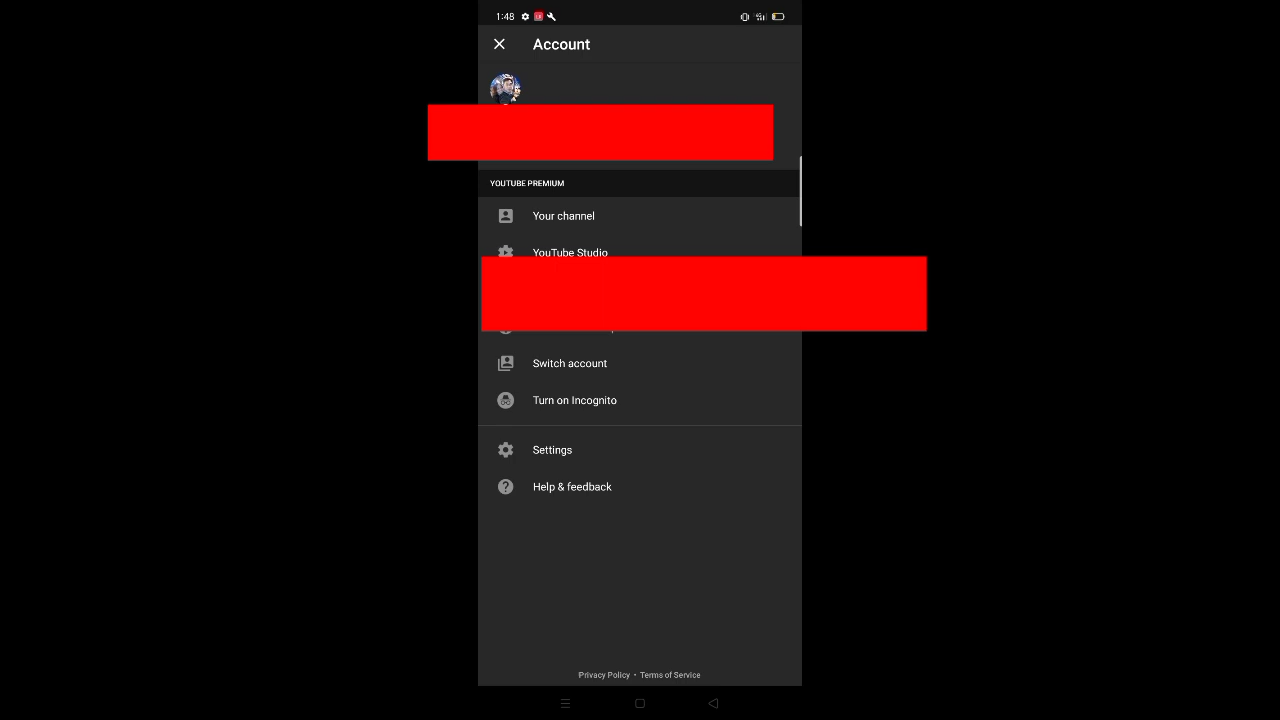 1:48
Account
YOUTUBE PREMIUM
Your channel
YouTube Studio
Switch account
Turn on Incognito
Settings
Help & feedback
Privacy Policy • Terms of Service